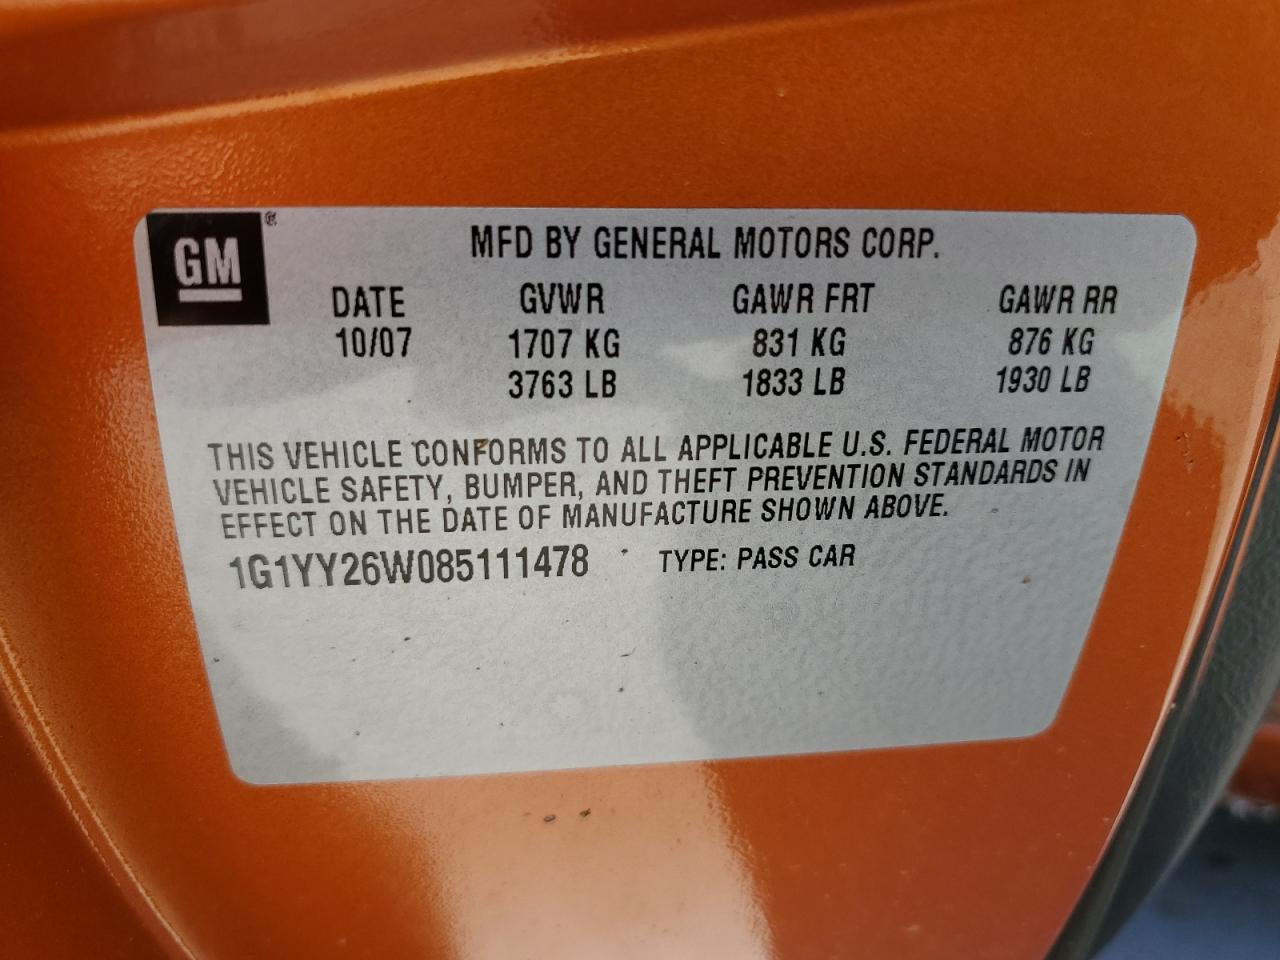 GM ®
MFD BY GENERAL MOTORS CORP.
DATE GVWR GAWR FRT GAWR RR
10/07 1707 KG 831 KG 876 KG
3763 LB 1833 LB 1930 LB
THIS VEHICLE CONFORMS TO ALL APPLICABLE U.S. FEDERAL MOTOR
VEHICLE SAFETY, BUMPER, AND THEFT PREVENTION STANDARDS IN
EFFECT ON THE DATE OF MANUFACTURE SHOWN ABOVE.
1G1YY26W085111478 TYPE: PASS CAR